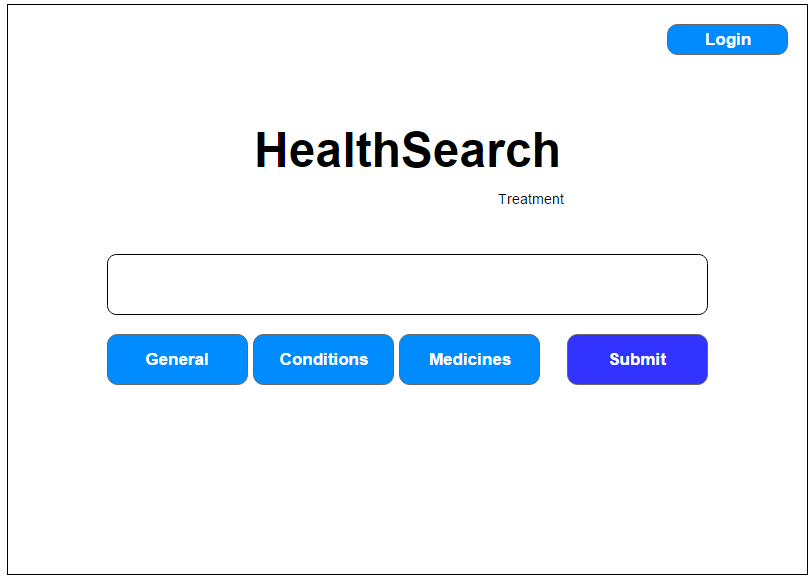 Login
HealthSearch
Treatment
General Conditions Medicines Submit